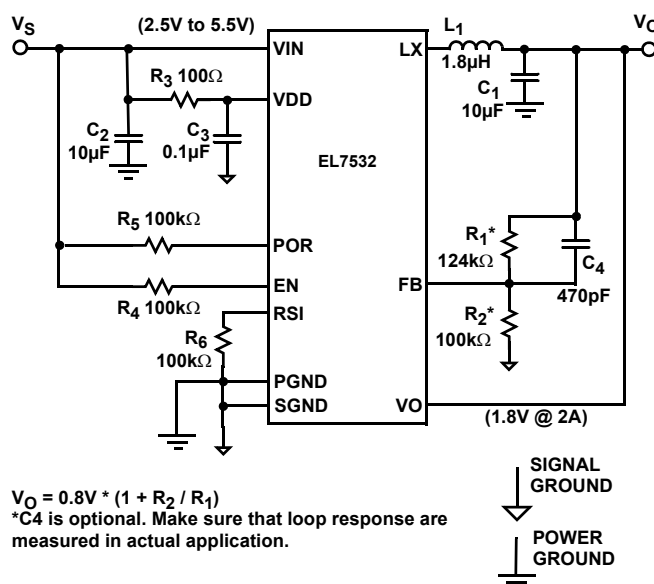 VS (2.5V to 5.5V) L1 VO
VIN LX
1.8µH
R3 100Ω
VDD
C1
10µF
C2
10µF
C3
0.1µF
EL7532
R5 100kΩ
POR
R1*
124kΩ
C4
470pF
EN FB
R4 100kΩ
RSI
R2*
100kΩ
R6
100kΩ
PGND
SGND VO
(1.8V @ 2A)
VO = 0.8V * (1 + R2 / R1)
*C4 is optional. Make sure that loop response are
measured in actual application.
SIGNAL
GROUND
POWER
GROUND